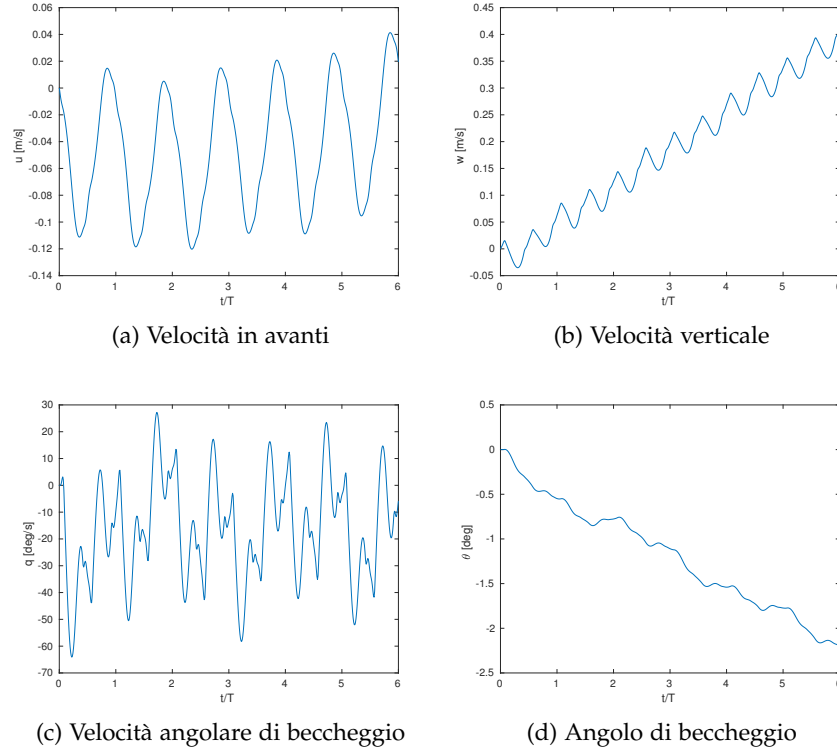 0.06
0.04
0.02
0
-0.02
-0.04
-0.06
-0.08
-0.1
-0.12
-0.14
u [m/s]
0 1 2 3 4 5 6
t/T
(a) Velocità in avanti
0.45
0.4
0.35
0.3
0.25
0.2
0.15
0.1
0.05
0
-0.05
w [m/s]
0 1 2 3 4 5 6
t/T
(b) Velocità verticale
30
20
10
0
-10
-20
-30
-40
-50
-60
-70
q [deg/s]
0 1 2 3 4 5 6
t/T
(c) Velocità angolare di beccheggio
0.5
0
-0.5
-1
-1.5
-2
-2.5
θ [deg]
0 1 2 3 4 5 6
t/T
(d) Angolo di beccheggio